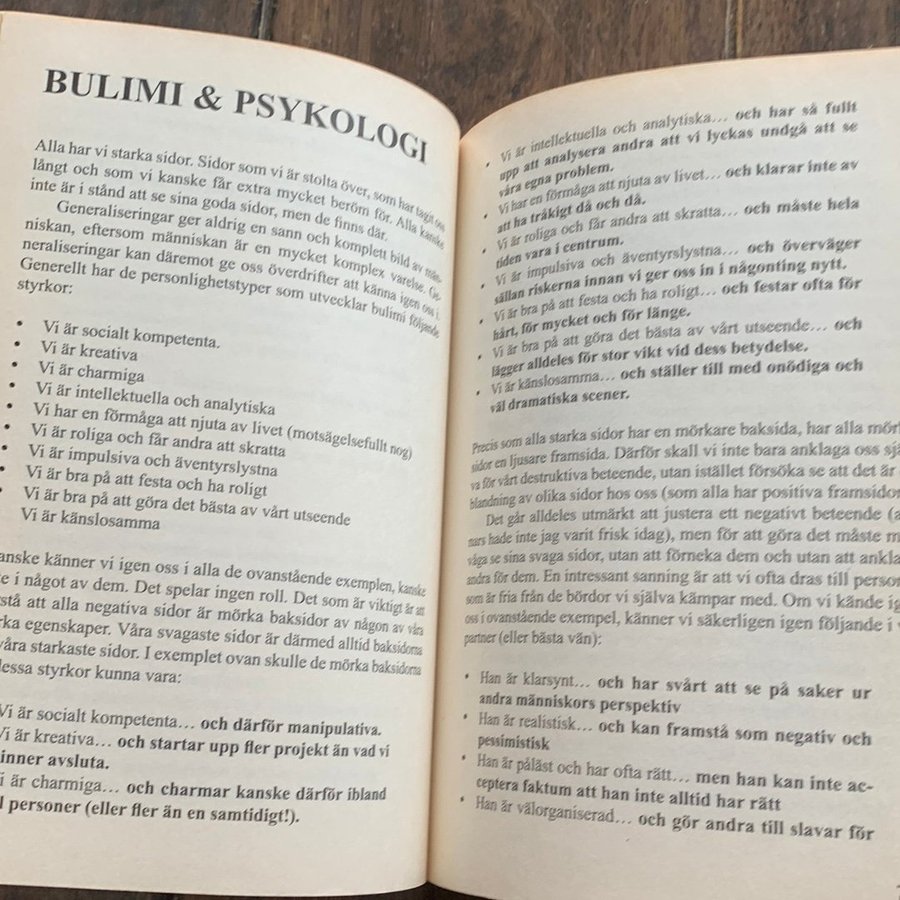 BULIMI & PSYKOLOGI
Alla har vi starka sidor. Sidor som vi är stolta över, som har tagit oss
långt och som vi kanske får extra mycket beröm för. Alla kanske
inte är i stånd att se sina goda sidor, men de finns där.
Generaliseringar ger aldrig en sann och komplett bild av män-
niskan, eftersom människan är en mycket komplex varelse. Ge-
neraliseringar kan däremot ge oss överdrifter att känna igen oss i.
Generellt har de personlighetstyper som utvecklar bulimi följande
styrkor:
• Vi är socialt kompetenta.
• Vi är kreativa
• Vi är charmiga
• Vi är intellektuella och analytiska
• Vi har en förmåga att njuta av livet (motsägelsefullt nog)
• Vi är roliga och får andra att skratta
• Vi är impulsiva och äventyrslystna
• Vi är bra på att festa och ha roligt
• Vi är bra på att göra det bästa av vårt utseende
Vi är känslosamma
anske känner vi igen oss i alla de ovanstående exemplen, kanske
e i något av dem. Det spelar ingen roll. Det som är viktigt är att
stå att alla negativa sidor är mörka baksidor av någon av våra
rka egenskaper. Våra svagaste sidor är därmed alltid baksidorna
våra starkaste sidor. I exemplet ovan skulle de mörka baksidorna
dessa styrkor kunna vara:
Vi är socialt kompetenta… och därför manipulativa.
Vi är kreativa… och startar upp fler projekt än vad vi
inner avsluta.
i är charmiga… och charmar kanske därför ibland
l personer (eller fler än en samtidigt!).
• Vi är intellektuella och analytiska… och har så fullt
upp att analysera andra att vi lyckas undgå att se
våra egna problem.
• Vi har en förmåga att njuta av livet… och klarar inte av
att ha tråkigt då och då.
• Vi är roliga och får andra att skratta… och måste hela
tiden vara i centrum.
• Vi är impulsiva och äventyrslystna… och överväger
sällan riskerna innan vi ger oss in i någonting nytt.
• Vi är bra på att festa och ha roligt… och festar ofta för
hårt, för mycket och för länge.
• Vi är bra på att göra det bästa av vårt utseende… och
lägger alldeles för stor vikt vid dess betydelse.
• Vi är känslosamma… och ställer till med onödiga och
väl dramatiska scener.
Precis som alla starka sidor har en mörkare baksida, har alla mörk
sidor en ljusare framsida. Därför skall vi inte bara anklaga oss sjä
va för vårt destruktiva beteende, utan istället försöka se att det är
blandning av olika sidor hos oss (som alla har positiva framsidor
Det går alldeles utmärkt att justera ett negativt beteende (a
nars hade inte jag varit frisk idag), men för att göra det måste m
våga se sina svaga sidor, utan att förneka dem och utan att ankla
andra för dem. En intressant sanning är att vi ofta dras till person
som är fria från de bördor vi själva kämpar med. Om vi kände ig
oss i ovanstående exempel, känner vi säkerligen igen följande i v
partner (eller bästa vän):
• Han är klarsynt… och har svårt att se på saker ur
andra människors perspektiv
• Han är realistisk… och kan framstå som negativ och
pessimistisk
• Han är påläst och har ofta rätt… men han kan inte ac-
ceptera faktum att han inte alltid har rätt
• Han är välorganiserad… och gör andra till slavar för